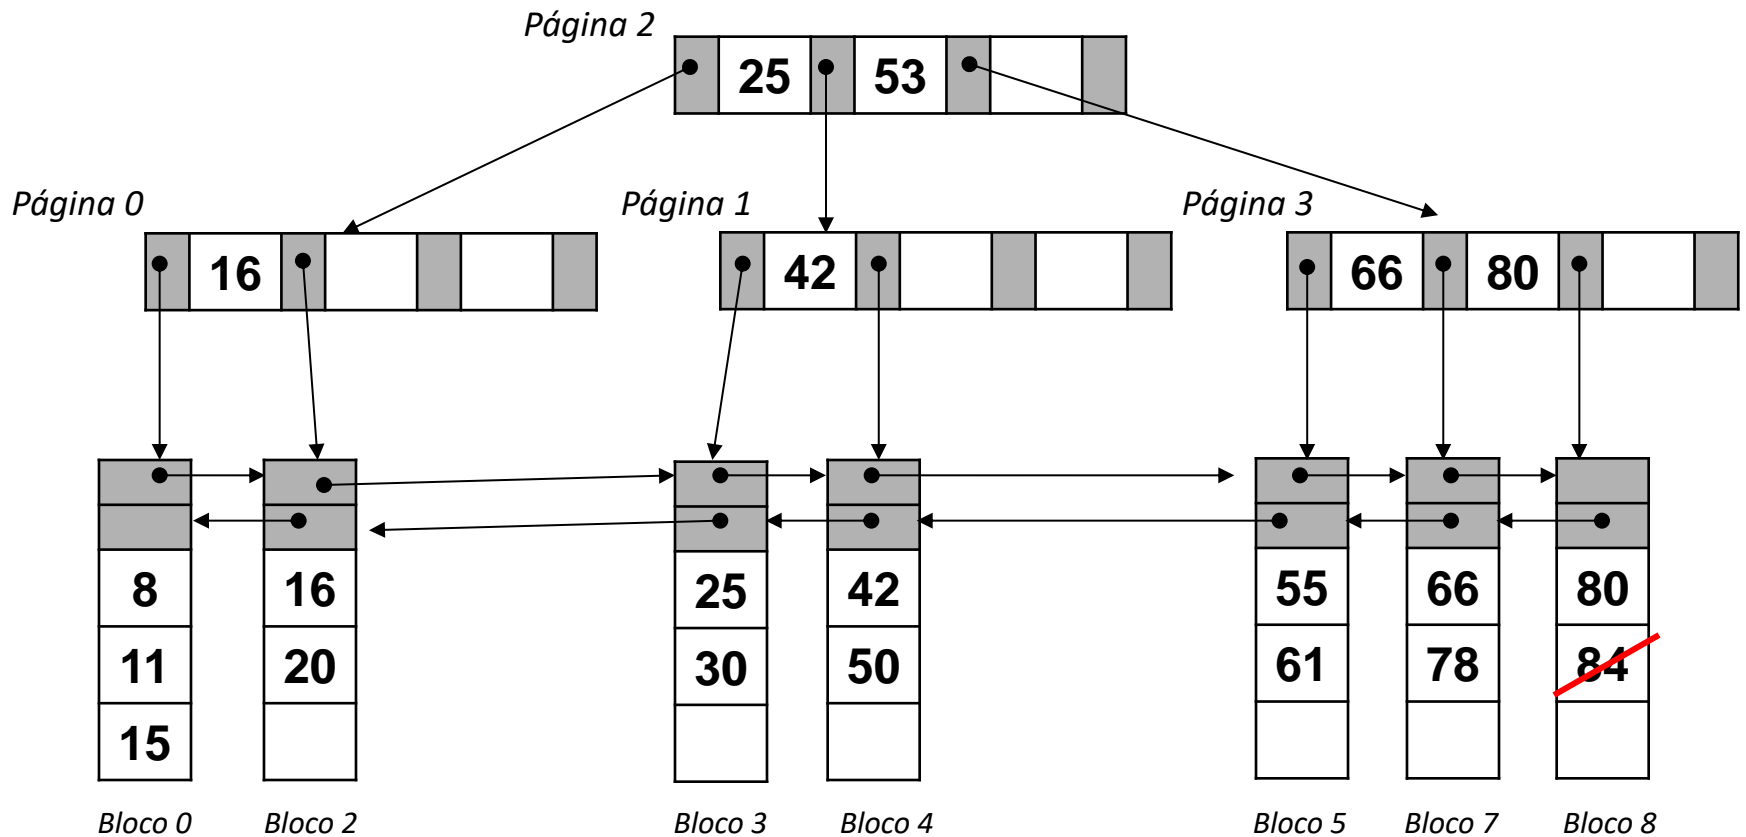 Página 2
25 53
Página 0
Página 1
Página 3
16
42
66 80
8 16 25 42 55 66 80
11 20 30 50 61 78 84
15
Bloco 0 Bloco 2 Bloco 3 Bloco 4 Bloco 5 Bloco 7 Bloco 8